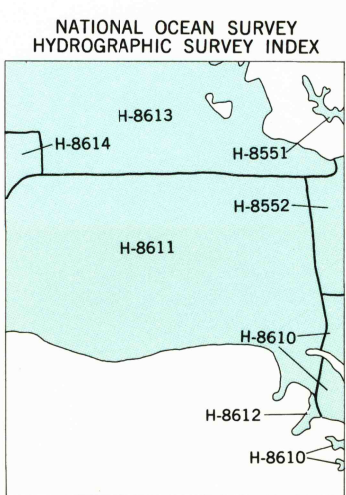 NATIONAL OCEAN SURVEY
HYDROGRAPHIC SURVEY INDEX
H-8613
H-8614
H-8551
H-8552
H-8611
H-8610
H-8612
H-8610